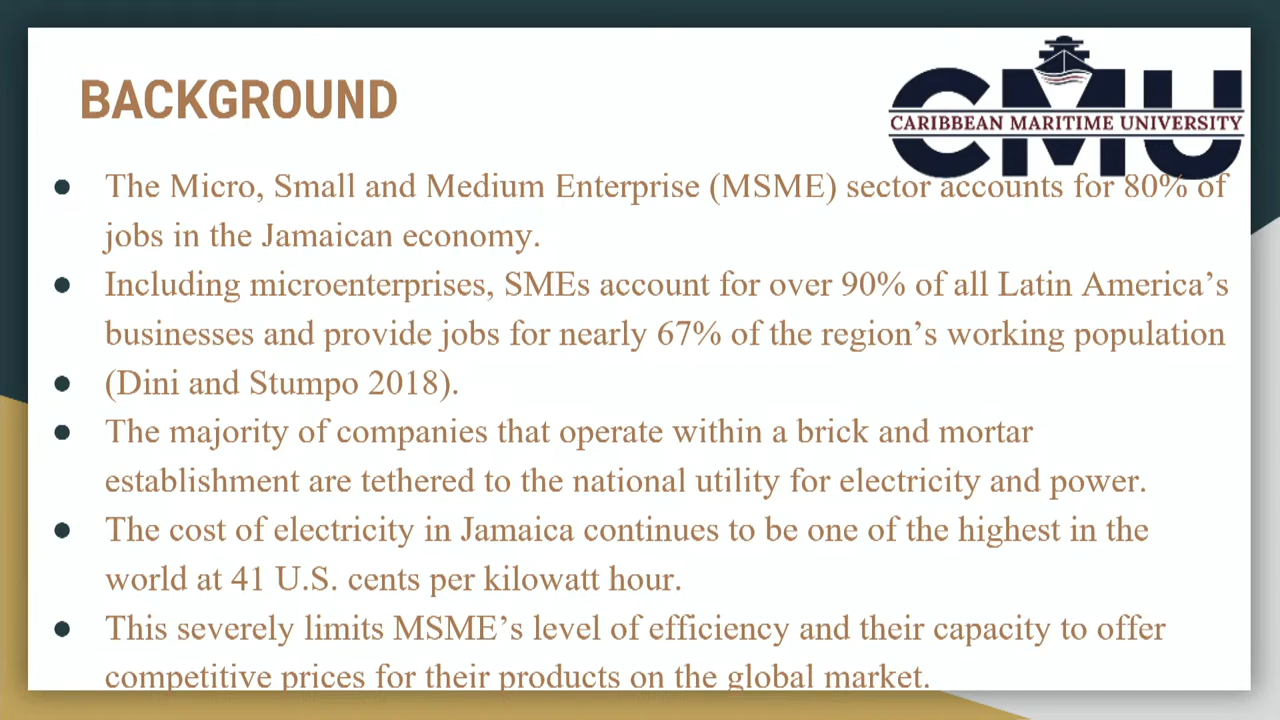 BACKGROUND
CMU
CARIBBEAN MARITIME UNIVERSITY
● The Micro, Small and Medium Enterprise (MSME) sector accounts for 80% of
jobs in the Jamaican economy.
● Including microenterprises, SMEs account for over 90% of all Latin America’s
businesses and provide jobs for nearly 67% of the region’s working population
● (Dini and Stumpo 2018).
● The majority of companies that operate within a brick and mortar
establishment are tethered to the national utility for electricity and power.
● The cost of electricity in Jamaica continues to be one of the highest in the
world at 41 U.S. cents per kilowatt hour.
● This severely limits MSME’s level of efficiency and their capacity to offer
competitive prices for their products on the global market.